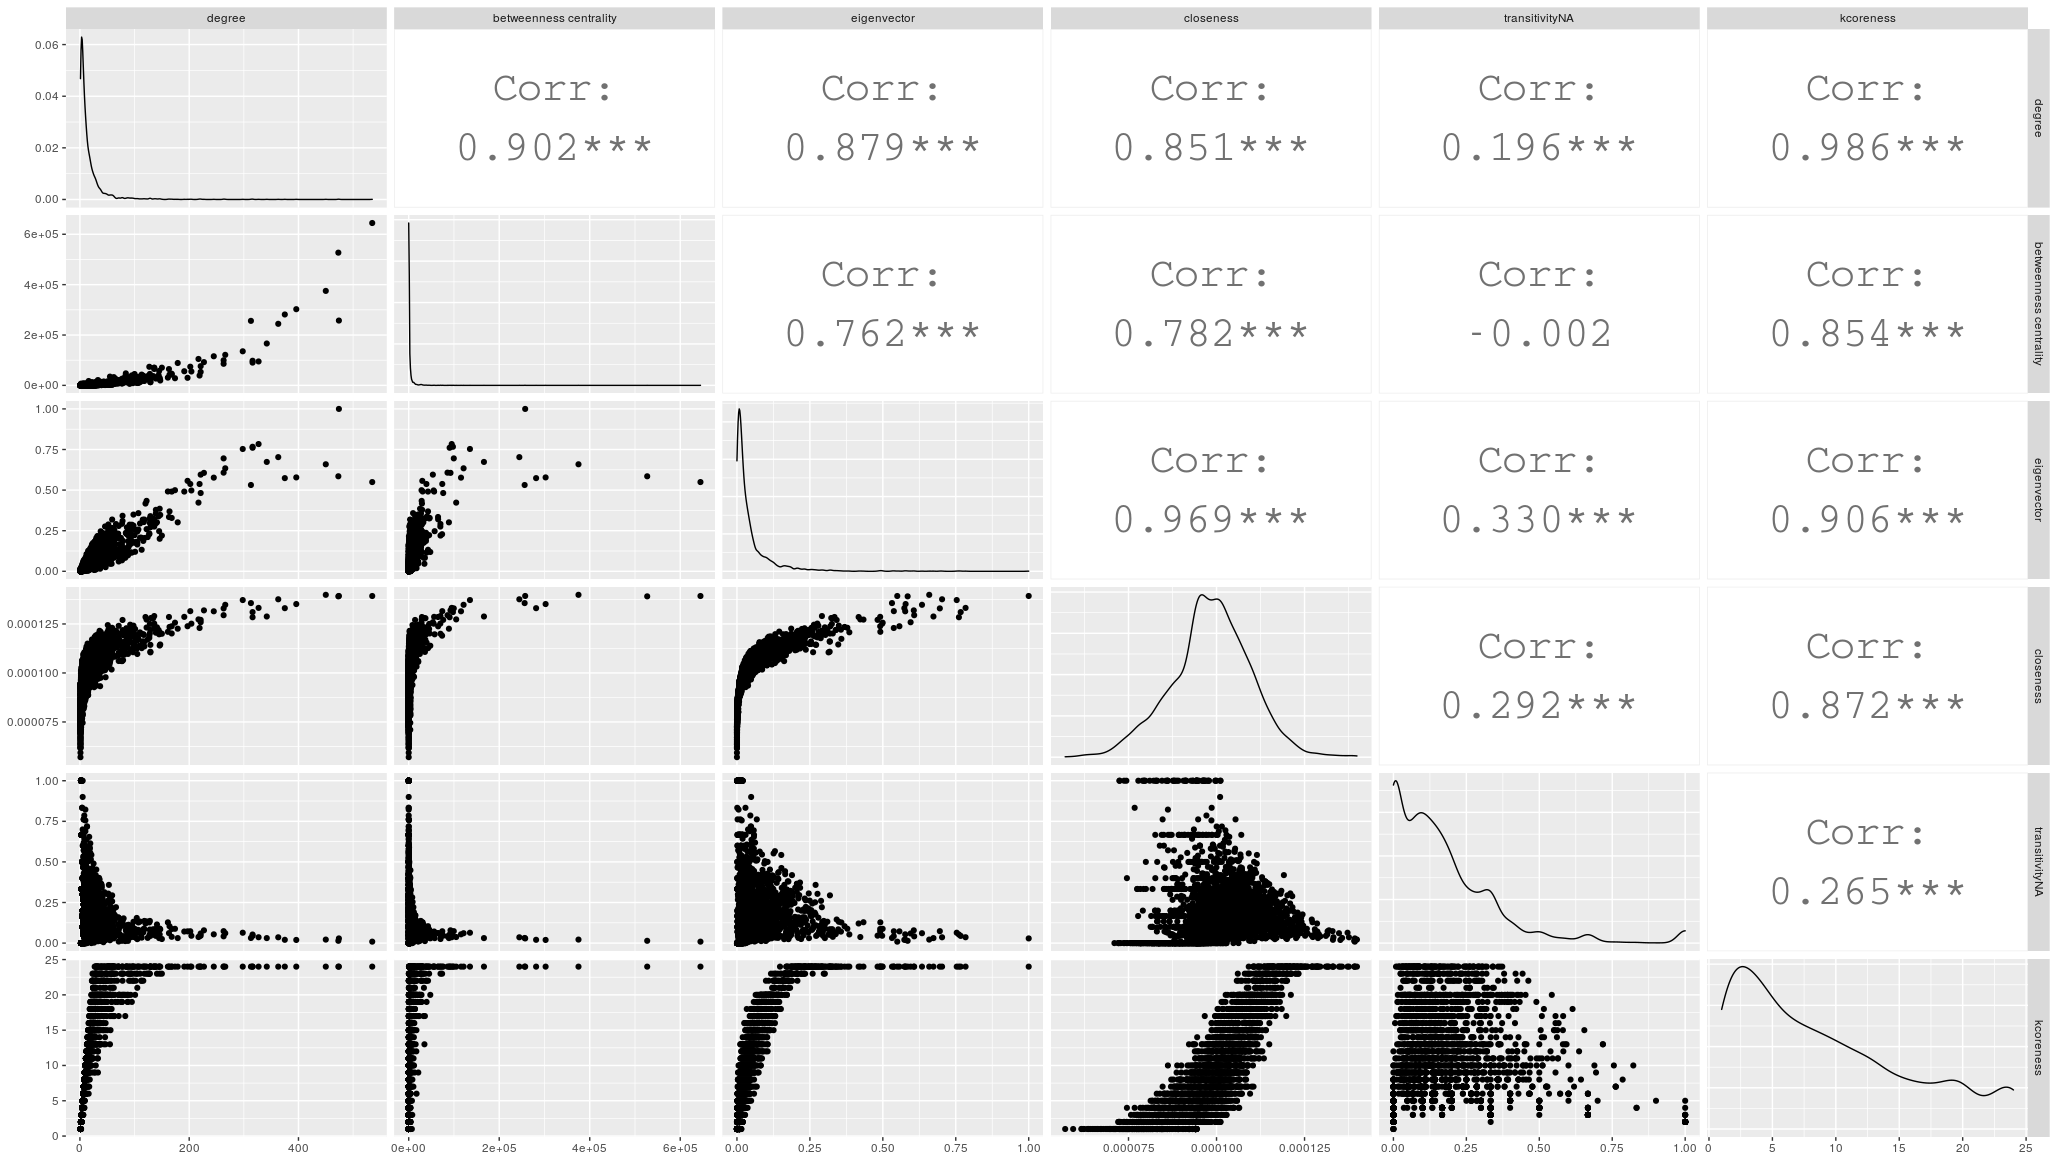 degree betweenness centrality eigenvector closeness transitivityNA kcoreness
0.06
0.04
0.02
0.00
Corr: Corr: Corr: Corr: Corr:
0.902*** 0.879*** 0.851*** 0.196*** 0.986***
degree
6e+05
4e+05
2e+05
0e+00
Corr: Corr: Corr: Corr:
0.762*** 0.782*** -0.002 0.854***
betweenness centrality
1.00
0.75
0.50
0.25
0.00
Corr: Corr: Corr:
0.969*** 0.330*** 0.906***
eigenvector
0.000125
0.000100
0.000075
Corr: Corr:
0.292*** 0.872***
closeness
1.00
0.75
0.50
0.25
0.00
Corr:
0.265***
transitivityNA
25
20
15
10
5
0
kcoreness
0 200 400 0e+00 2e+05 4e+05 6e+05 0.00 0.25 0.50 0.75 1.00 0.000075 0.000100 0.000125 0.00 0.25 0.50 0.75 1.00 0 5 10 15 20 25